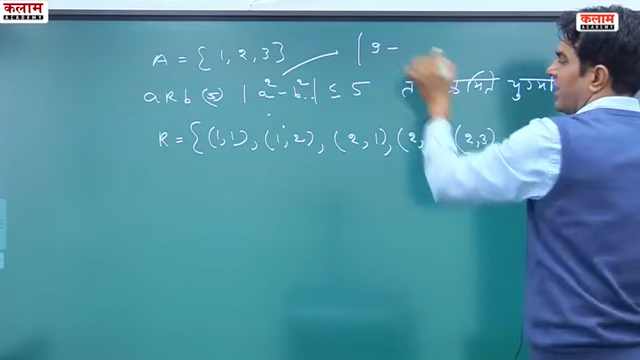 कलाम
ACADEMY
कलाम
ACADEMY
A = { 1, 2, 3 }
| 9 -
a R b ⇔ | a² - b² | ≤ 5
R = { (1,1), (1,2), (2,1), (2, (2,3)